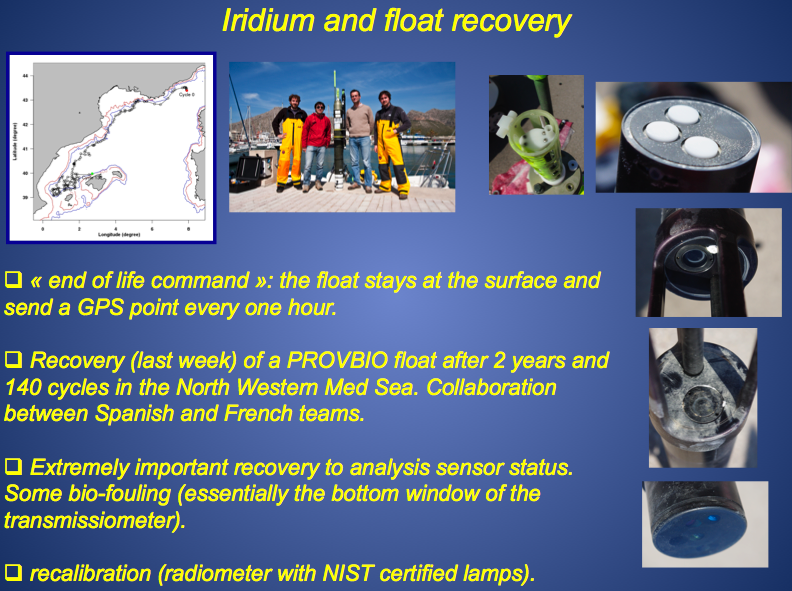 Iridium and float recovery
Cycle 0
Latitude (degree)
44
43
42
41
40
39
0
2
4
6
8
Longitude (degree)
« end of life command »: the float stays at the surface and
send a GPS point every one hour.
Recovery (last week) of a PROVBIO float after 2 years and
140 cycles in the North Western Med Sea. Collaboration
between Spanish and French teams.
Extremely important recovery to analysis sensor status.
Some bio-fouling (essentially the bottom window of the
transmissiometer).
recalibration (radiometer with NIST certified lamps).